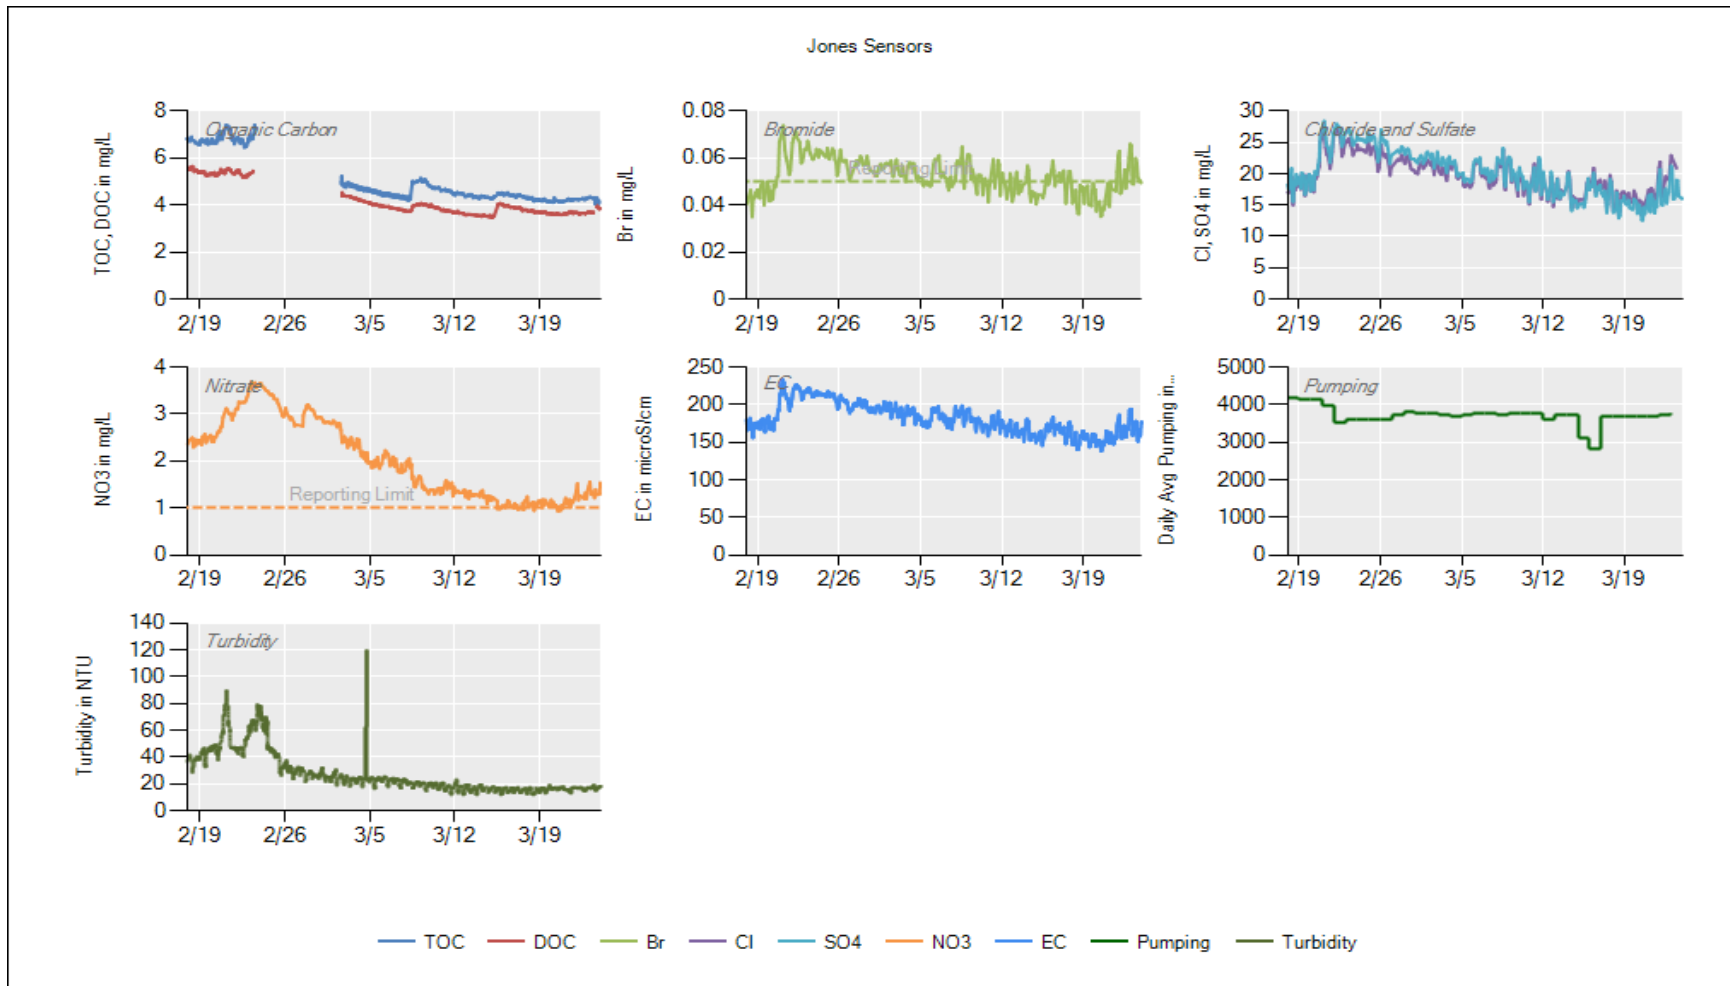 Jones Sensors
TOC, DOC in mg/L
8
6
4
2
0
Organic Carbon
2/19 2/26 3/5 3/12 3/19
Br in mg/L
0.08
0.06
0.04
0.02
0
Bromide
Reporting Limit
2/19 2/26 3/5 3/12 3/19
Cl, SO4 in mg/L
30
25
20
15
10
5
0
Chloride and Sulfate
2/19 2/26 3/5 3/12 3/19
NO3 in mg/L
4
3
2
1
0
Nitrate
Reporting Limit
2/19 2/26 3/5 3/12 3/19
EC in microS/cm
250
200
150
100
50
0
EC
2/19 2/26 3/5 3/12 3/19
Daily Avg Pumping in...
5000
4000
3000
2000
1000
0
Pumping
2/19 2/26 3/5 3/12 3/19
Turbidity in NTU
140
120
100
80
60
40
20
0
Turbidity
2/19 2/26 3/5 3/12 3/19
TOC DOC Br Cl SO4 NO3 EC Pumping Turbidity